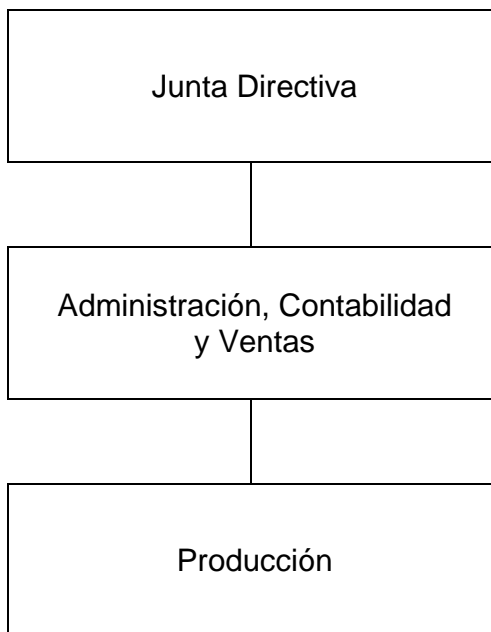 Junta Directiva
Administración, Contabilidad
y Ventas
Producción